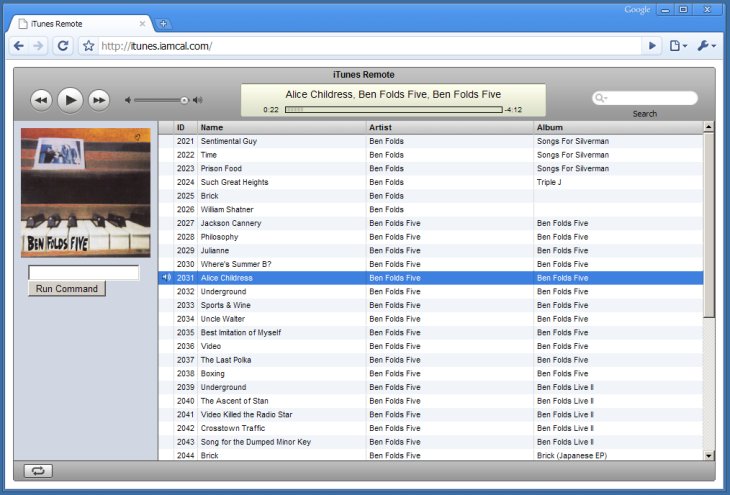 Google
iTunes Remote
http://itunes.iamcal.com/
iTunes Remote
Alice Childress, Ben Folds Five, Ben Folds Five
0:22 -4:12
Search
BEN FOLDS FIVE
Run Command
ID Name Artist Album
2021 Sentimental Guy Ben Folds Songs For Silverman
2022 Time Ben Folds Songs For Silverman
2023 Prison Food Ben Folds Songs For Silverman
2024 Such Great Heights Ben Folds Triple J
2025 Brick Ben Folds
2026 William Shatner Ben Folds
2027 Jackson Cannery Ben Folds Five Ben Folds Five
2028 Philosophy Ben Folds Five Ben Folds Five
2029 Julianne Ben Folds Five Ben Folds Five
2030 Where's Summer B? Ben Folds Five Ben Folds Five
2031 Alice Childress Ben Folds Five Ben Folds Five
2032 Underground Ben Folds Five Ben Folds Five
2033 Sports & Wine Ben Folds Five Ben Folds Five
2034 Uncle Walter Ben Folds Five Ben Folds Five
2035 Best Imitation of Myself Ben Folds Five Ben Folds Five
2036 Video Ben Folds Five Ben Folds Five
2037 The Last Polka Ben Folds Five Ben Folds Five
2038 Boxing Ben Folds Five Ben Folds Five
2039 Underground Ben Folds Five Ben Folds Live II
2040 The Ascent of Stan Ben Folds Five Ben Folds Live II
2041 Video Killed the Radio Star Ben Folds Five Ben Folds Live II
2042 Crosstown Traffic Ben Folds Five Ben Folds Live II
2043 Song for the Dumped Minor Key Ben Folds Five Ben Folds Live II
2044 Brick Ben Folds Five Brick (Japanese EP)